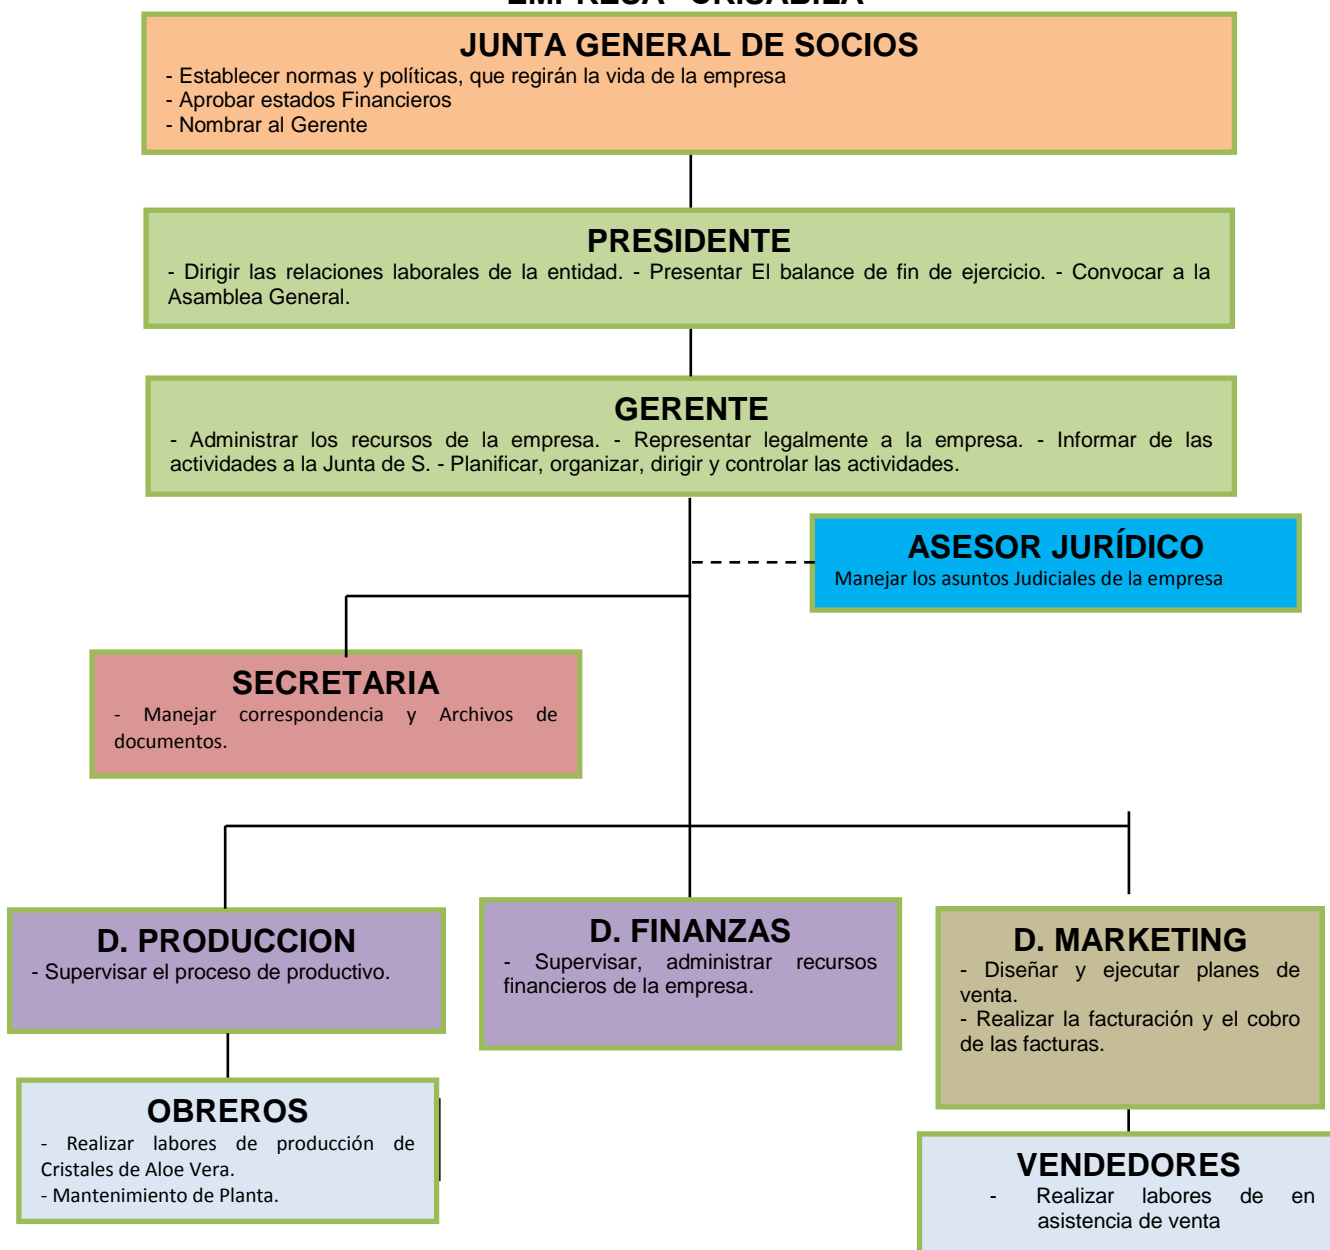 JUNTA GENERAL DE SOCIOS
- Establecer normas y políticas, que regirán la vida de la empresa
- Aprobar estados Financieros
- Nombrar al Gerente
PRESIDENTE
- Dirigir las relaciones laborales de la entidad. - Presentar El balance de fin de ejercicio. - Convocar a la
Asamblea General.
GERENTE
- Administrar los recursos de la empresa. - Representar legalmente a la empresa. - Informar de las
actividades a la Junta de S. - Planificar, organizar, dirigir y controlar las actividades.
ASESOR JURÍDICO
Manejar los asuntos Judiciales de la empresa
SECRETARIA
- Manejar correspondencia y Archivos de
documentos.
D. PRODUCCION
- Supervisar el proceso de productivo.
D. FINANZAS
- Supervisar, administrar recursos
financieros de la empresa.
D. MARKETING
- Diseñar y ejecutar planes de
venta.
- Realizar la facturación y el cobro
de las facturas.
OBREROS
- Realizar labores de producción de
Cristales de Aloe Vera.
- Mantenimiento de Planta.
VENDEDORES
- Realizar labores de en
asistencia de venta